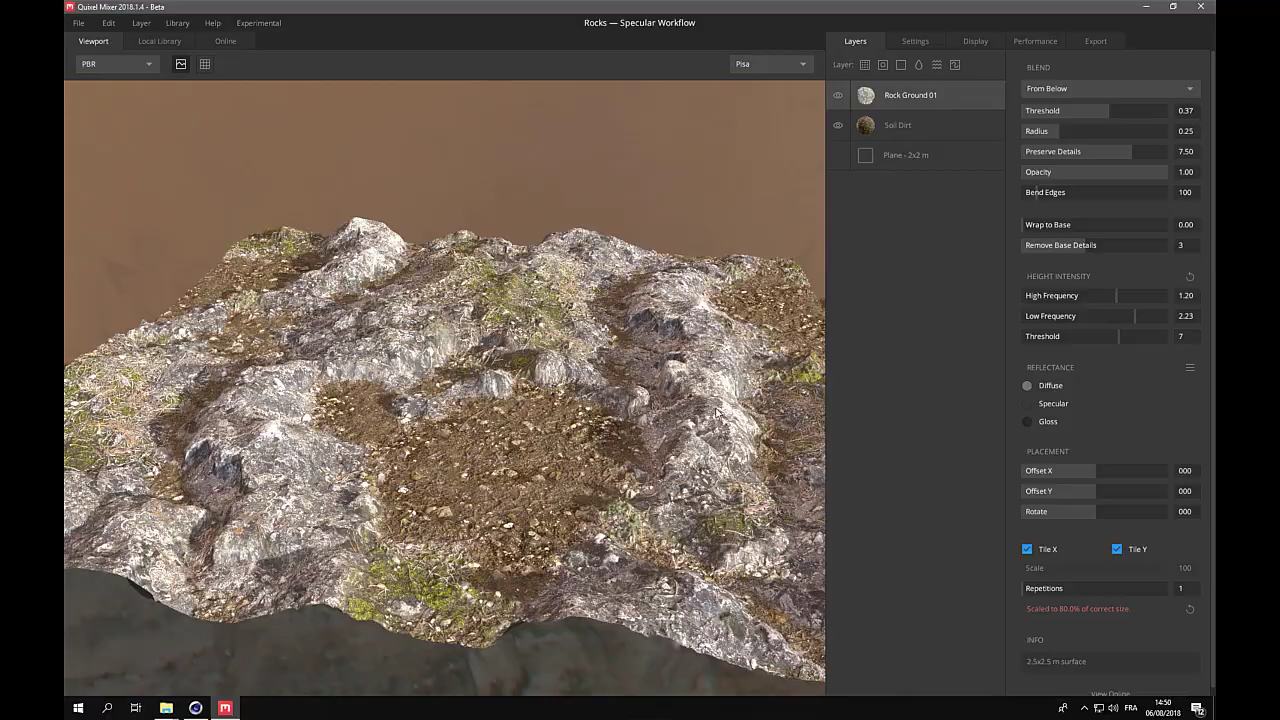 Quixel Mixer 2018.1.4 - Beta
File Edit Layer Library Help Experimental
Rocks — Specular Workflow
Viewport Local Library Online
Layers Settings Display Performance Export
PBR
Pisa
Layer:
Rock Ground 01
Soil Dirt
Plane - 2x2 m
BLEND
From Below
Threshold 0.37
Radius 0.25
Preserve Details 7.50
Opacity 1.00
Bend Edges 100
Wrap to Base 0.00
Remove Base Details 3
HEIGHT INTENSITY
High Frequency 1.20
Low Frequency 2.23
Threshold 7
REFLECTANCE
Diffuse
Specular
Gloss
PLACEMENT
Offset X 000
Offset Y 000
Rotate 000
Tile X Tile Y
Scale 100
Repetitions 1
Scaled to 80.0% of correct size.
INFO
2.5x2.5 m surface
View Online
FRA
14:50
06/08/2018